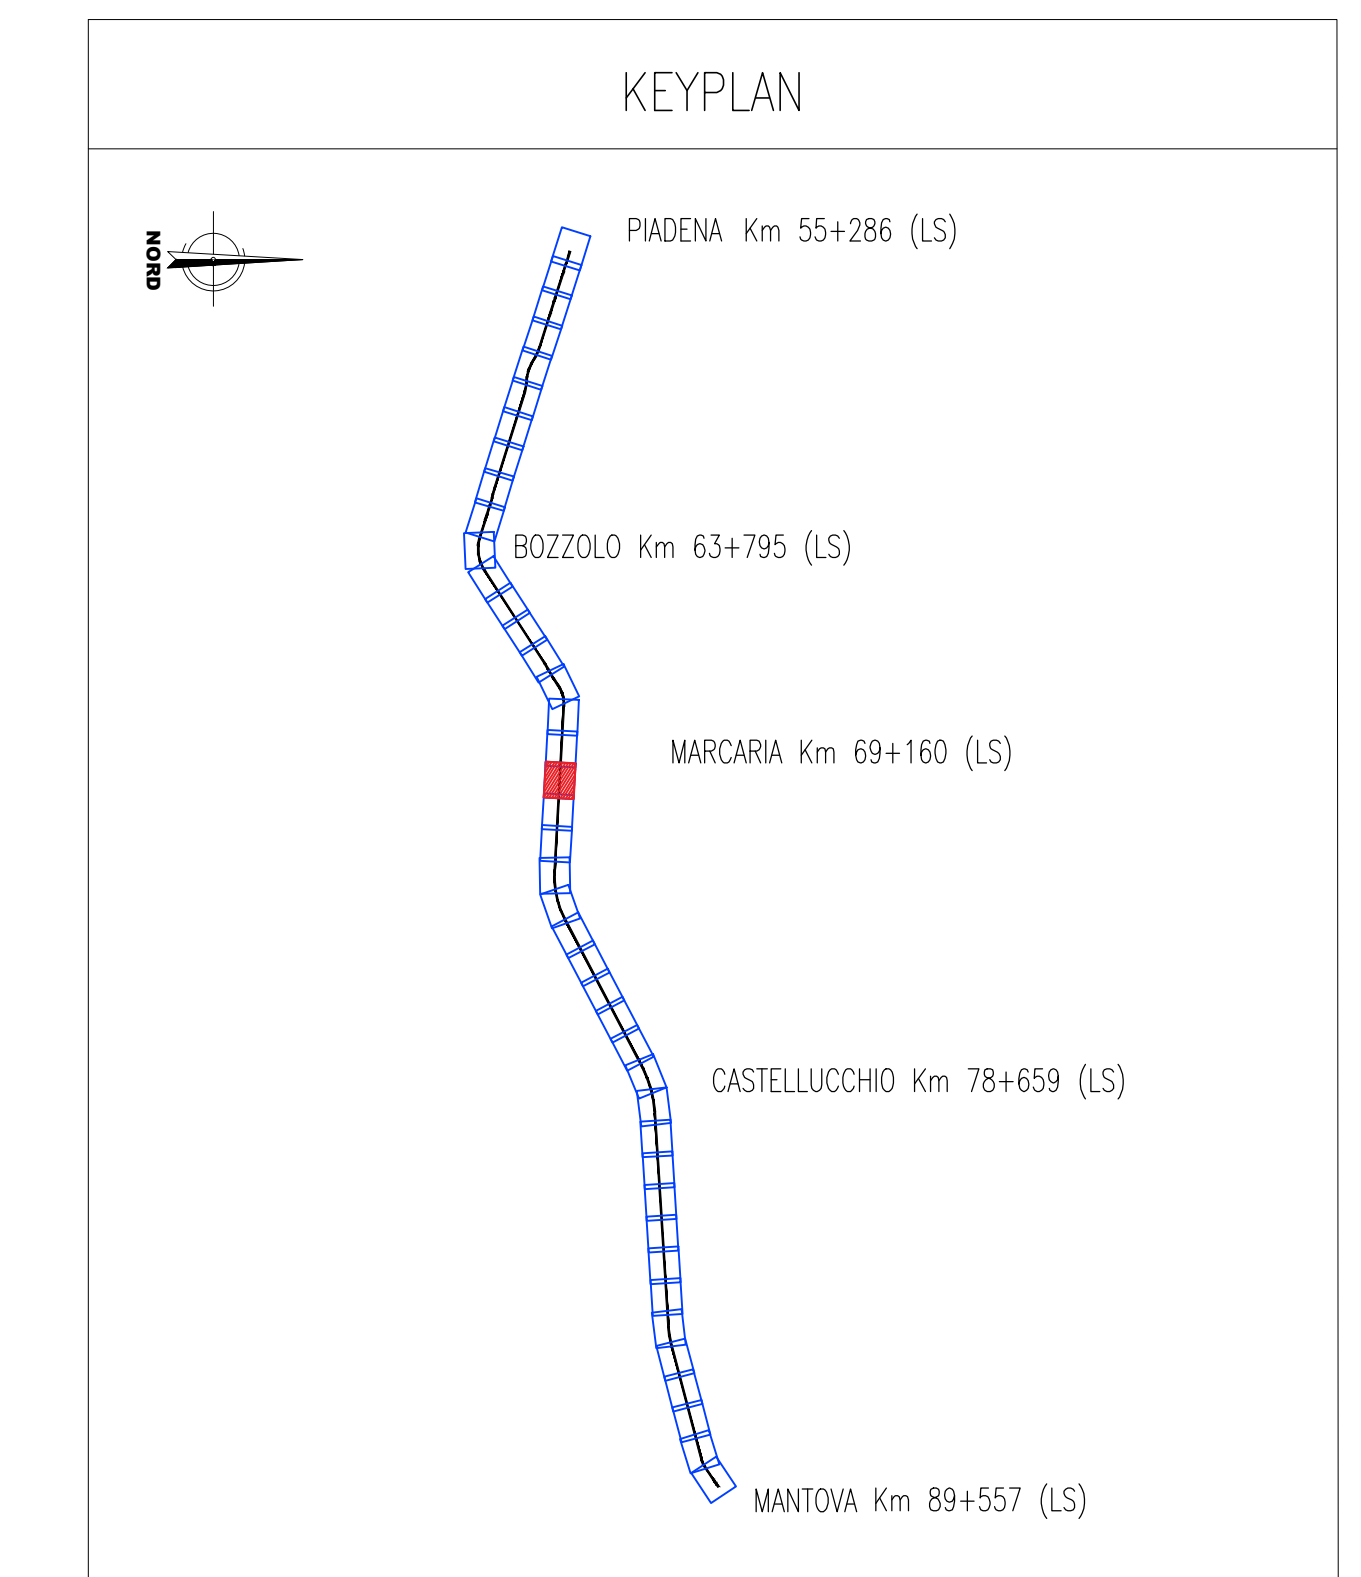 KEYPLAN
NORD
PIADENA Km 55+286 (LS)
BOZZOLO Km 63+795 (LS)
MARCARIA Km 69+160 (LS)
CASTELLUCCHIO Km 78+659 (LS)
MANTOVA Km 89+557 (LS)